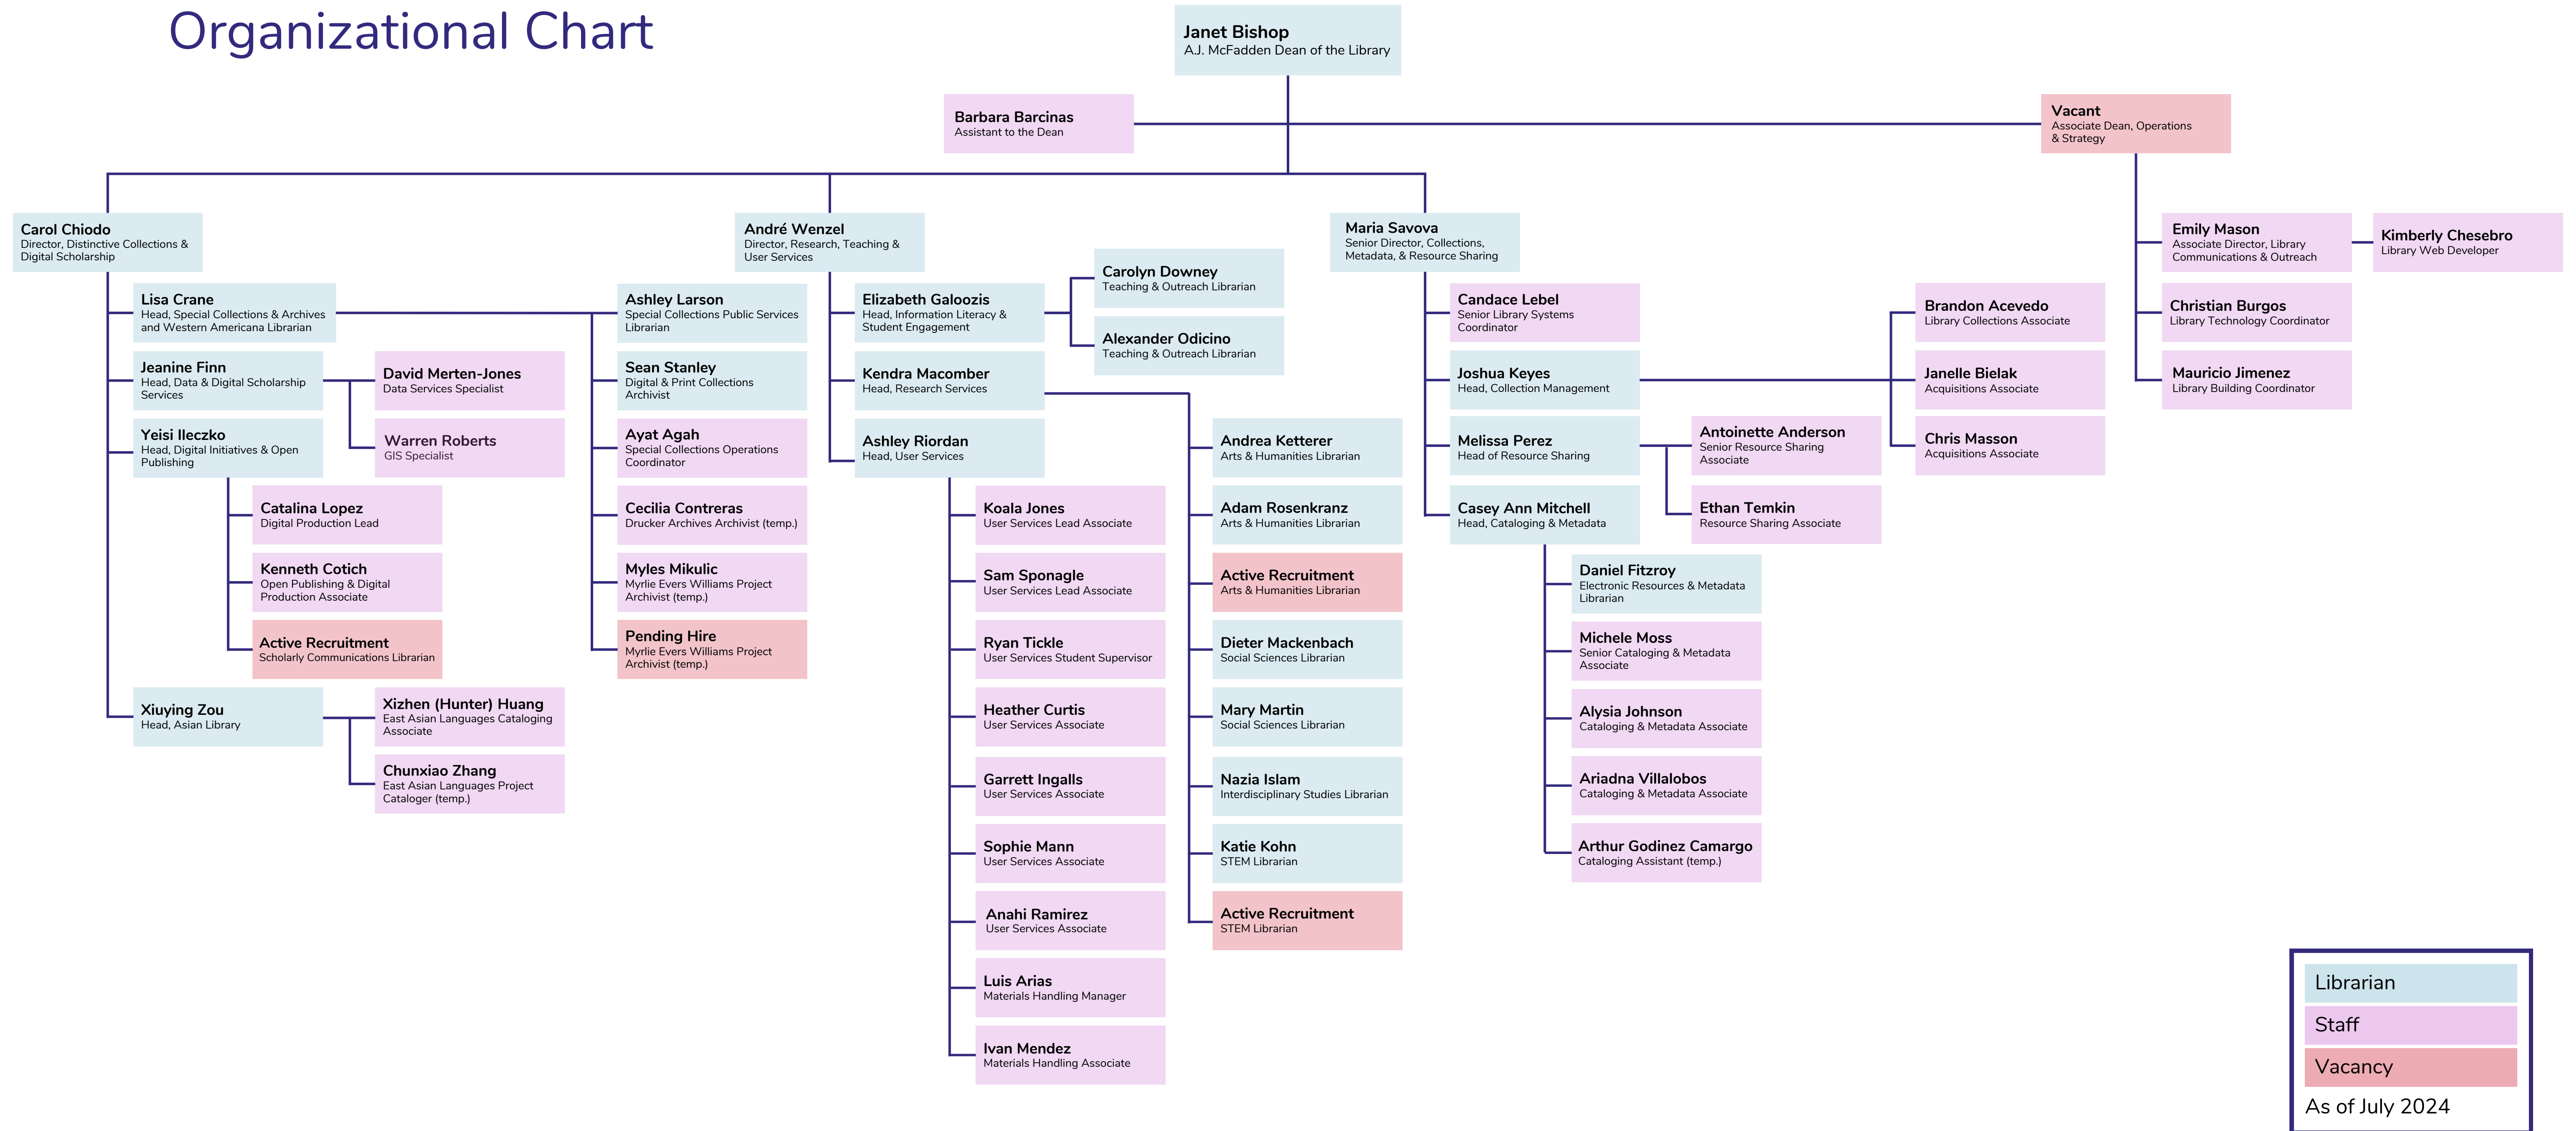 Organizational Chart
Janet Bishop
A.J. McFadden Dean of the Library
Barbara Barcinas
Assistant to the Dean
Vacant
Associate Dean, Operations
& Strategy
Carol Chiodo
Director, Distinctive Collections &
Digital Scholarship
Lisa Crane
Head, Special Collections & Archives
and Western Americana Librarian
Jeanine Finn
Head, Data & Digital Scholarship
Services
David Merten-Jones
Data Services Specialist
Warren Roberts
GIS Specialist
Yeisi Ileczko
Head, Digital Initiatives & Open
Publishing
Catalina Lopez
Digital Production Lead
Kenneth Cotich
Open Publishing & Digital
Production Associate
Active Recruitment
Scholarly Communications Librarian
Xiuying Zou
Head, Asian Library
Xizhen (Hunter) Huang
East Asian Languages Cataloging
Associate
Chunxiao Zhang
East Asian Languages Project
Cataloger (temp.)
Ashley Larson
Special Collections Public Services
Librarian
Sean Stanley
Digital & Print Collections
Archivist
Ayat Agah
Special Collections Operations
Coordinator
Cecilia Contreras
Drucker Archives Archivist (temp.)
Myles Mikulic
Myrlie Evers Williams Project
Archivist (temp.)
Pending Hire
Myrlie Evers Williams Project
Archivist (temp.)
André Wenzel
Director, Research, Teaching &
User Services
Elizabeth Galoozis
Head, Information Literacy &
Student Engagement
Carolyn Downey
Teaching & Outreach Librarian
Alexander Odicino
Teaching & Outreach Librarian
Kendra Macomber
Head, Research Services
Ashley Riordan
Head, User Services
Koala Jones
User Services Lead Associate
Sam Sponagle
User Services Lead Associate
Ryan Tickle
User Services Student Supervisor
Heather Curtis
User Services Associate
Garrett Ingalls
User Services Associate
Sophie Mann
User Services Associate
Anahi Ramirez
User Services Associate
Luis Arias
Materials Handling Manager
Ivan Mendez
Materials Handling Associate
Andrea Ketterer
Arts & Humanities Librarian
Adam Rosenkranz
Arts & Humanities Librarian
Active Recruitment
Arts & Humanities Librarian
Dieter Mackenbach
Social Sciences Librarian
Mary Martin
Social Sciences Librarian
Nazia Islam
Interdisciplinary Studies Librarian
Katie Kohn
STEM Librarian
Active Recruitment
STEM Librarian
Maria Savova
Senior Director, Collections,
Metadata, & Resource Sharing
Candace Lebel
Senior Library Systems
Coordinator
Joshua Keyes
Head, Collection Management
Melissa Perez
Head of Resource Sharing
Casey Ann Mitchell
Head, Cataloging & Metadata
Antoinette Anderson
Senior Resource Sharing
Associate
Ethan Temkin
Resource Sharing Associate
Daniel Fitzroy
Electronic Resources & Metadata
Librarian
Michele Moss
Senior Cataloging & Metadata
Associate
Alysia Johnson
Cataloging & Metadata Associate
Ariadna Villalobos
Cataloging & Metadata Associate
Arthur Godinez Camargo
Cataloging Assistant (temp.)
Brandon Acevedo
Library Collections Associate
Janelle Bielak
Acquisitions Associate
Chris Masson
Acquisitions Associate
Emily Mason
Associate Director, Library
Communications & Outreach
Kimberly Chesebro
Library Web Developer
Christian Burgos
Library Technology Coordinator
Mauricio Jimenez
Library Building Coordinator
Librarian
Staff
Vacancy
As of July 2024